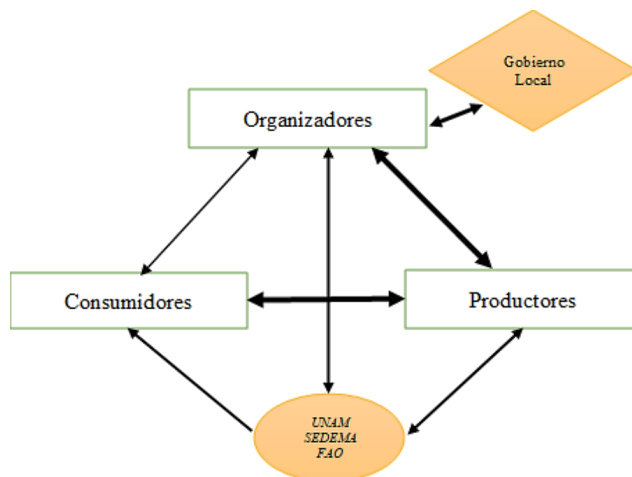 Gobierno
Local
Organizadores
Consumidores
Productores
UNAM
SEDEMA
FAO